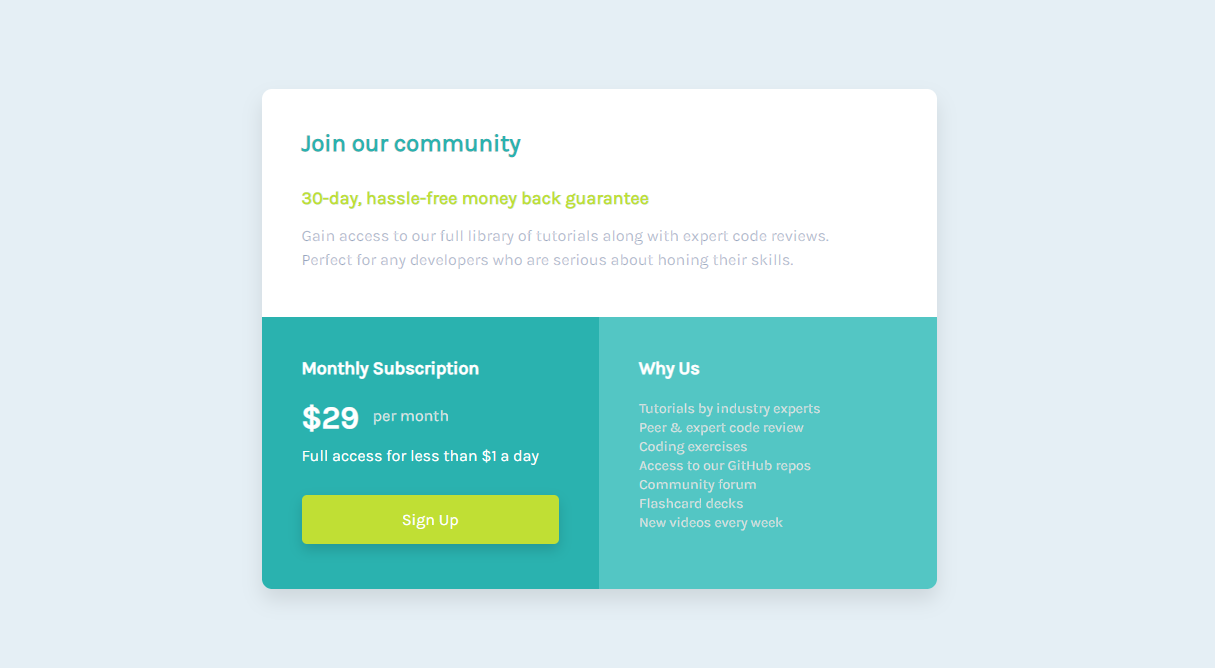 Join our community
30-day, hassle-free money back guarantee
Gain access to our full library of tutorials along with expert code reviews.
Perfect for any developers who are serious about honing their skills.
Monthly Subscription
$29 per month
Full access for less than $1 a day
Sign Up
Why Us
Tutorials by industry experts
Peer & expert code review
Coding exercises
Access to our GitHub repos
Community forum
Flashcard decks
New videos every week